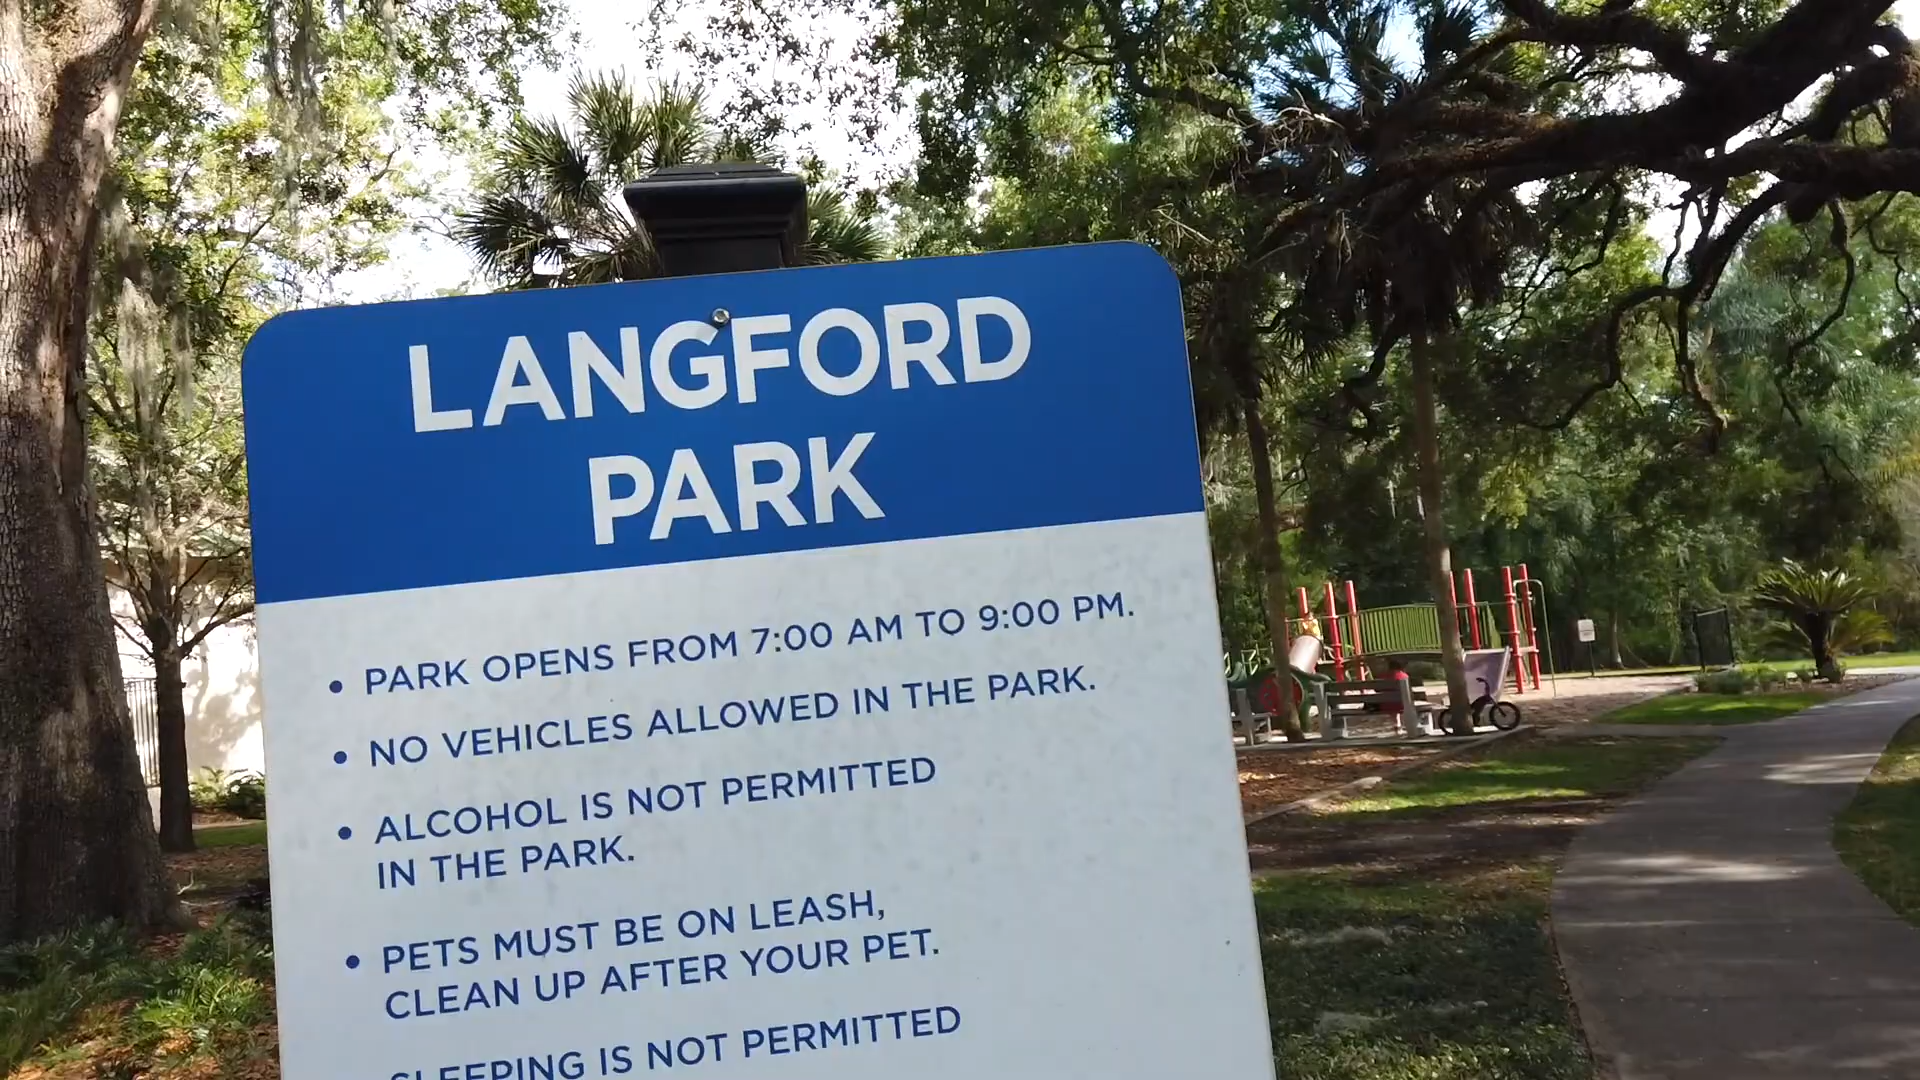 LANGFORD
PARK
• PARK OPENS FROM 7:00 AM TO 9:00 PM.
• NO VEHICLES ALLOWED IN THE PARK.
• ALCOHOL IS NOT PERMITTED
IN THE PARK.
• PETS MUST BE ON LEASH,
CLEAN UP AFTER YOUR PET.
SLEEPING IS NOT PERMITTED